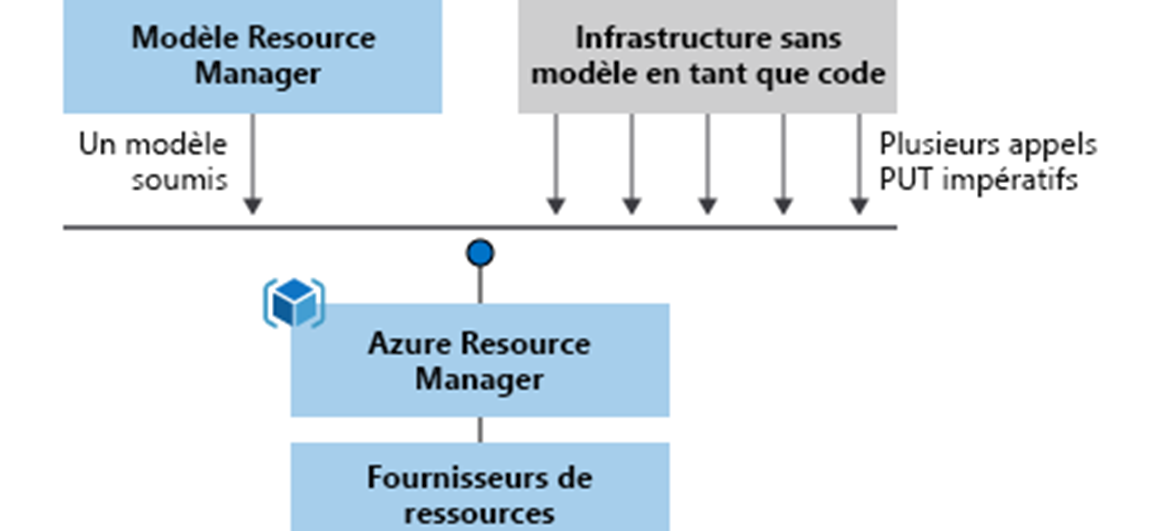 Modèle Resource
Manager
Infrastructure sans
modèle en tant que code
Un modèle
soumis
Plusieurs appels
PUT impératifs
Azure Resource
Manager
Fournisseurs de
ressources